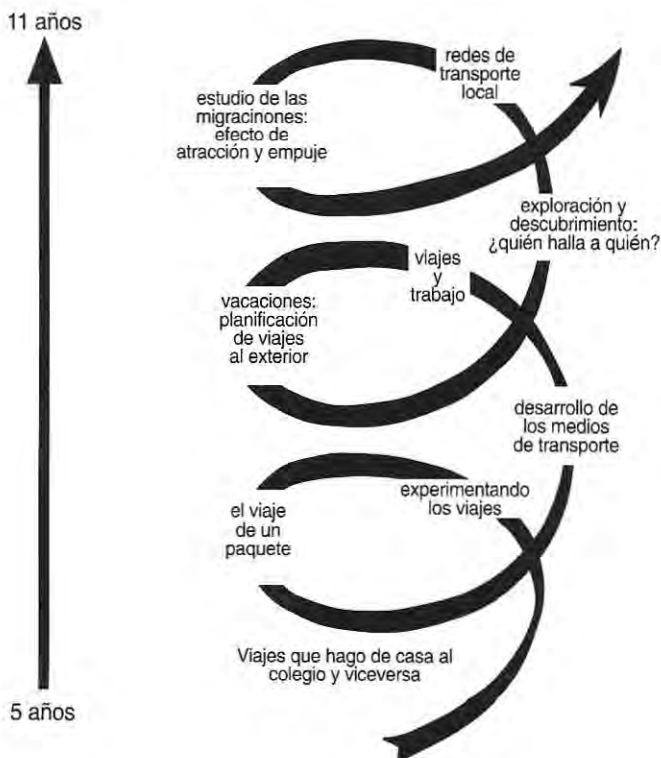 11 años
redes de
transporte
local
estudio de las
migracinones:
efecto de
atracción y empuje
exploración y
descubrimiento:
¿quién halla a quién?
viajes
y
trabajo
vacaciones:
planificación
de viajes
al exterior
desarrollo de
los medios
de transporte
experimentando
los viajes
el viaje
de un
paquete
Viajes que hago de casa al
colegio y viceversa
5 años